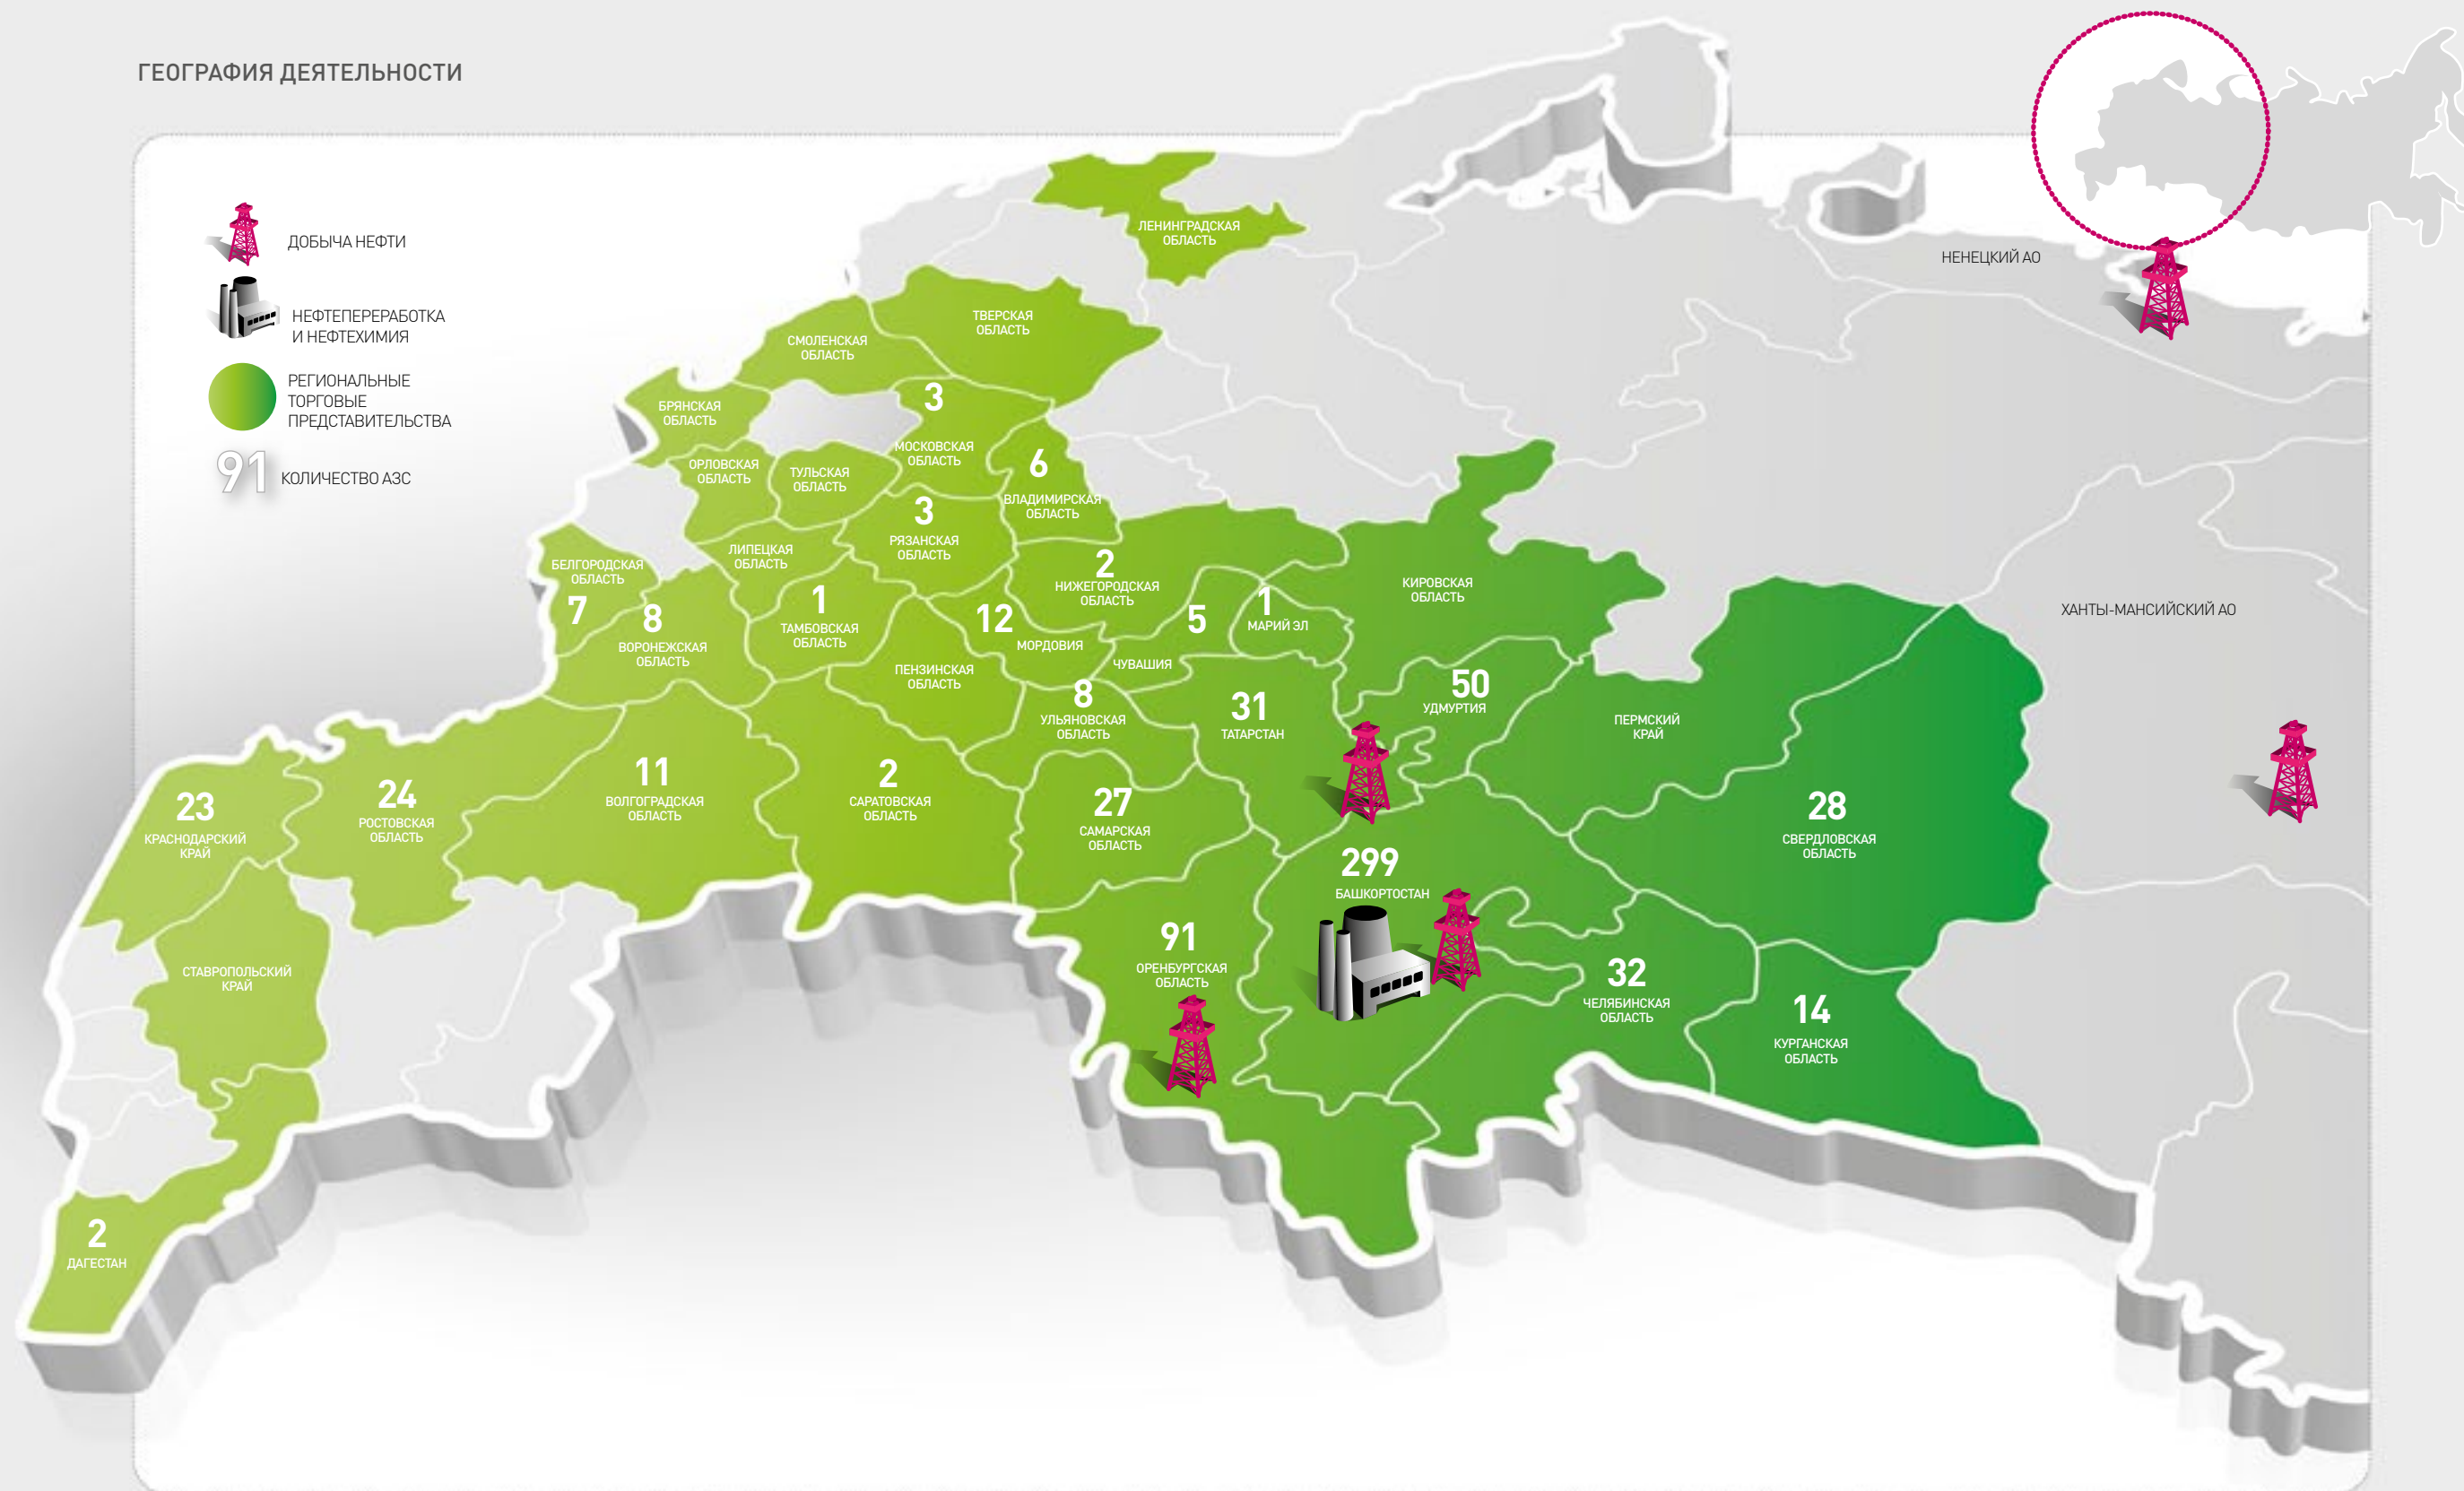 ГЕОГРАФИЯ ДЕЯТЕЛЬНОСТИ
ДОБЫЧА НЕФТИ
НЕФТЕПЕРЕРАБОТКА
И НЕФТЕХИМИЯ
РЕГИОНАЛЬНЫЕ
ТОРГОВЫЕ
ПРЕДСТАВИТЕЛЬСТВА
91
КОЛИЧЕСТВО АЗС
ЛЕНИНГРАДСКАЯ
ОБЛАСТЬ
НЕНЕЦКИЙ АО
ТВЕРСКАЯ
ОБЛАСТЬ
СМОЛЕНСКАЯ
ОБЛАСТЬ
БРЯНСКАЯ
ОБЛАСТЬ
3
МОСКОВСКАЯ
ОБЛАСТЬ
6
ВЛАДИМИРСКАЯ
ОБЛАСТЬ
ОРЛОВСКАЯ
ОБЛАСТЬ
ТУЛЬСКАЯ
ОБЛАСТЬ
3
РЯЗАНСКАЯ
ОБЛАСТЬ
ЛИПЕЦКАЯ
ОБЛАСТЬ
БЕЛГОРОДСКАЯ
ОБЛАСТЬ
7
8
ВОРОНЕЖСКАЯ
ОБЛАСТЬ
1
ТАМБОВСКАЯ
ОБЛАСТЬ
12
МОРДОВИЯ
2
НИЖЕГОРОДСКАЯ
ОБЛАСТЬ
5
ЧУВАШИЯ
1
МАРИЙ ЭЛ
КИРОВСКАЯ
ОБЛАСТЬ
ХАНТЫ-МАНСИЙСКИЙ АО
ПЕНЗИНСКАЯ
ОБЛАСТЬ
8
УЛЬЯНОВСКАЯ
ОБЛАСТЬ
31
ТАТАРСТАН
50
УДМУРТИЯ
ПЕРМСКИЙ
КРАЙ
23
КРАСНОДАРСКИЙ
КРАЙ
24
РОСТОВСКАЯ
ОБЛАСТЬ
11
ВОЛГОГРАДСКАЯ
ОБЛАСТЬ
2
САРАТОВСКАЯ
ОБЛАСТЬ
27
САМАРСКАЯ
ОБЛАСТЬ
28
СВЕРДЛОВСКАЯ
ОБЛАСТЬ
299
БАШКОРТОСТАН
91
ОРЕНБУРГСКАЯ
ОБЛАСТЬ
СТАВРОПОЛЬСКИЙ
КРАЙ
32
ЧЕЛЯБИНСКАЯ
ОБЛАСТЬ
14
КУРГАНСКАЯ
ОБЛАСТЬ
2
ДАГЕСТАН